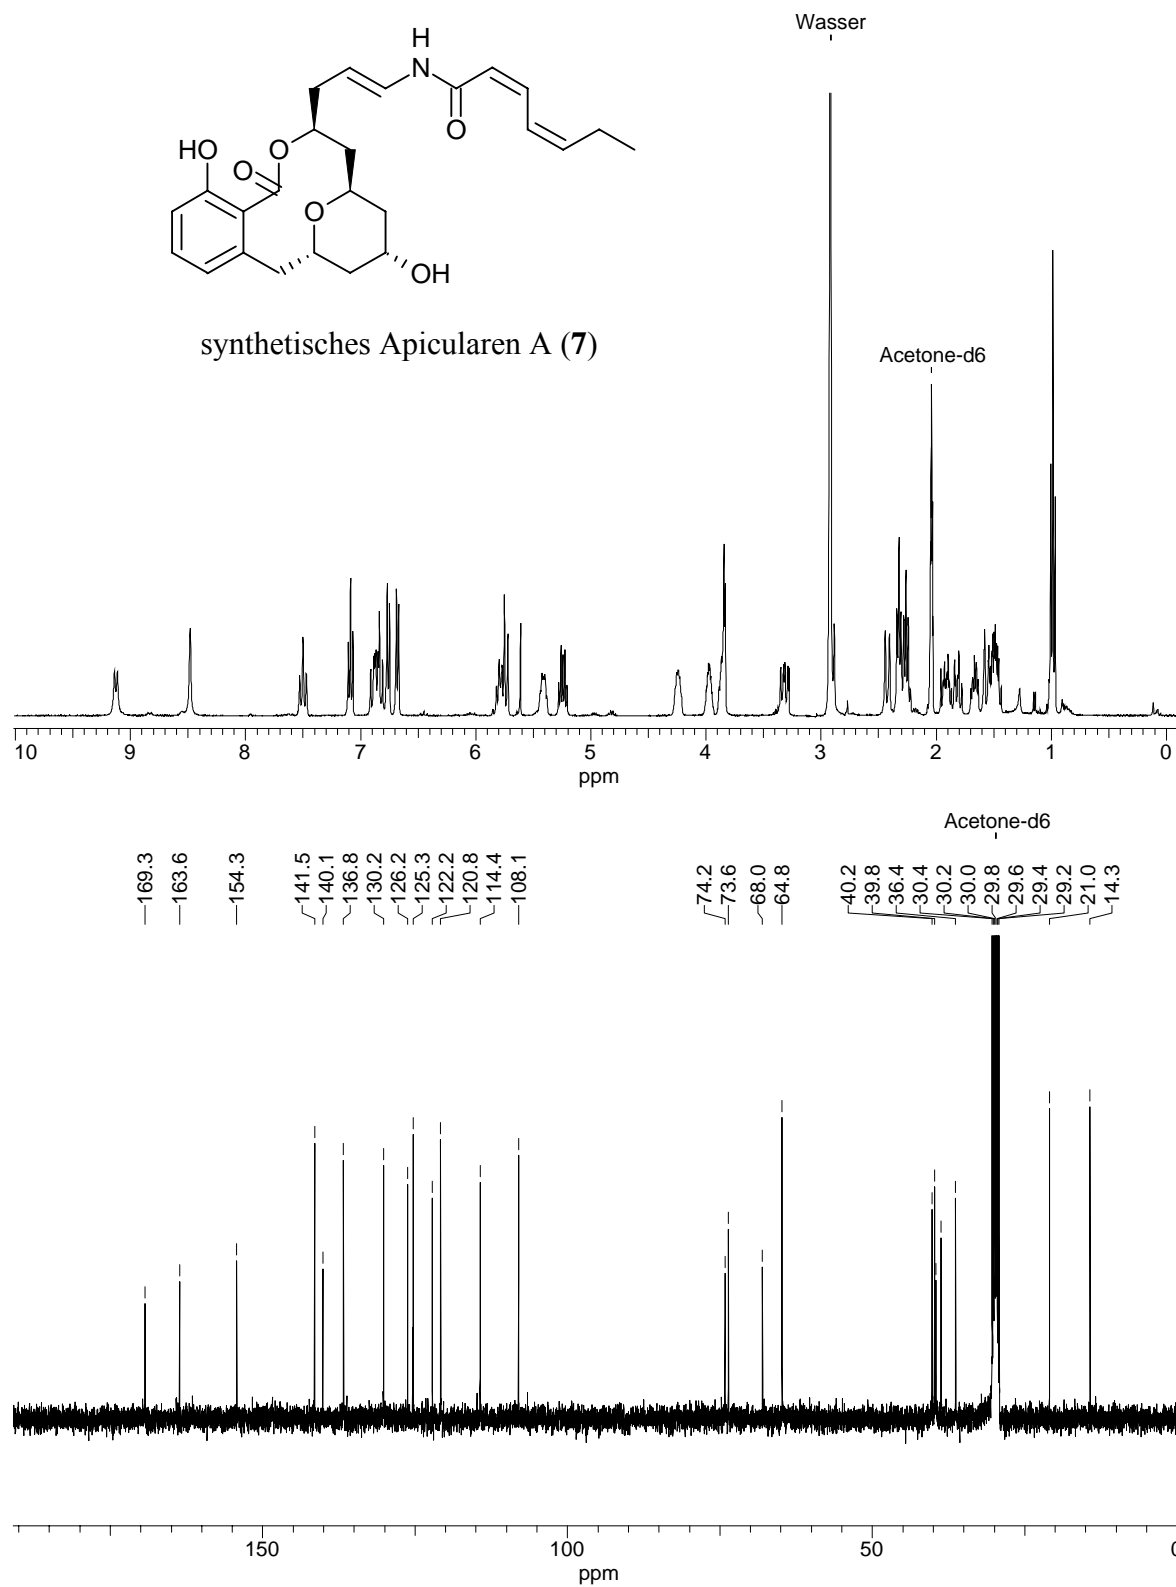 Wasser
H
N
O
HO
O
O
O
OH
synthetisches Apicularen A (7)
Acetone-d6
10 9 8 7 6 5 4 3 2 1 0
ppm
Acetone-d6
169.3 163.6 154.3 141.5 140.1 136.8 130.2 126.2 125.3 122.2 120.8 114.4 108.1 74.2 73.6 68.0 64.8 40.2 39.8 36.4 30.4 30.2 30.0 29.8 29.6 29.4 29.2 21.0 14.3
150 100 50 0
ppm